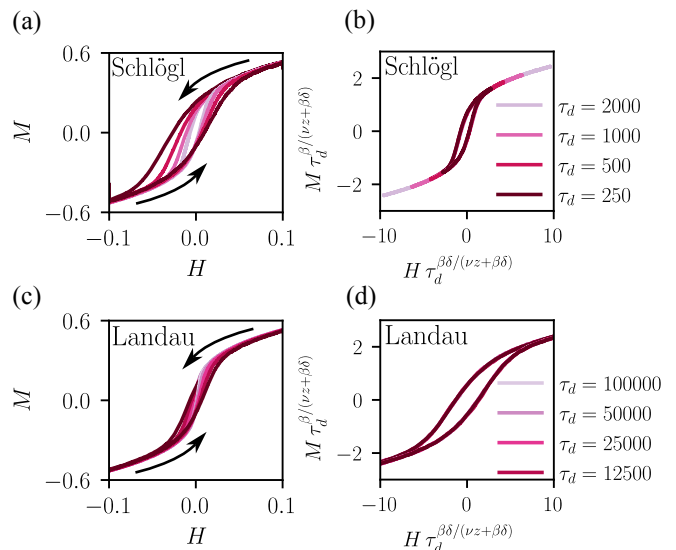 (a)
0.6
Schlögl
M
0.0
−0.6
−0.1
0.0
0.1
H
(b)
Schlögl
M τ_d^{β/(νz+βδ)}
2
0
−2
−10
0
10
H τ_d^{βδ/(νz+βδ)}
τ_d = 2000
τ_d = 1000
τ_d = 500
τ_d = 250
(c)
0.6
Landau
M
0.0
−0.6
−0.1
0.0
0.1
H
(d)
Landau
M τ_d^{β/(νz+βδ)}
2
0
−2
−10
0
10
H τ_d^{βδ/(νz+βδ)}
τ_d = 100000
τ_d = 50000
τ_d = 25000
τ_d = 12500